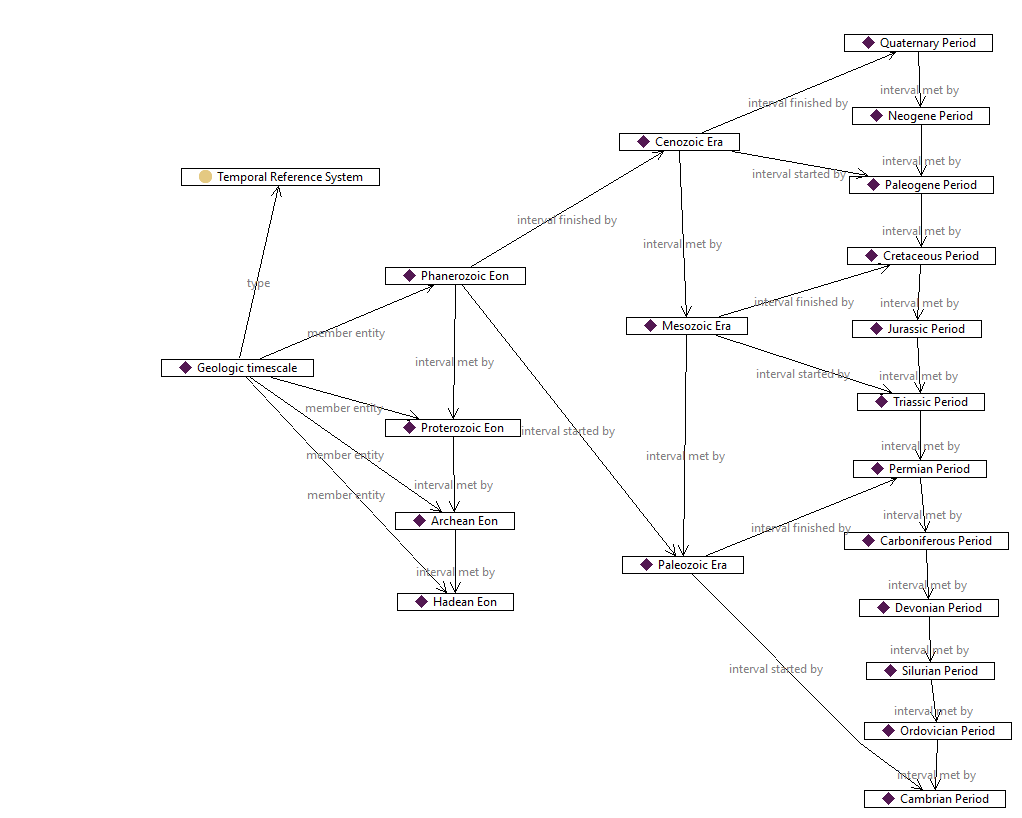 Quaternary Period
interval met by
interval finished by
Neogene Period
Cenozoic Era
interval met by
interval started by
Temporal Reference System
Paleogene Period
interval finished by
interval met by
interval met by
Cretaceous Period
Phanerozoic Eon
type
interval finished by
interval met by
Mesozoic Era
Jurassic Period
member entity
interval met by
Geologic timescale
interval started by
interval met by
Triassic Period
member entity
Proterozoic Eon
interval started by
interval met by
member entity
interval met by
Permian Period
interval met by
member entity
interval met by
Archean Eon
interval finished by
Carboniferous Period
Paleozoic Era
interval met by
interval met by
Hadean Eon
Devonian Period
interval met by
interval started by
Silurian Period
interval met by
Ordovician Period
interval met by
Cambrian Period